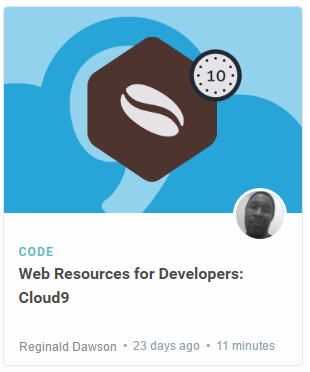 10
CODE
Web Resources for Developers:
Cloud9
Reginald Dawson • 23 days ago • 11 minutes